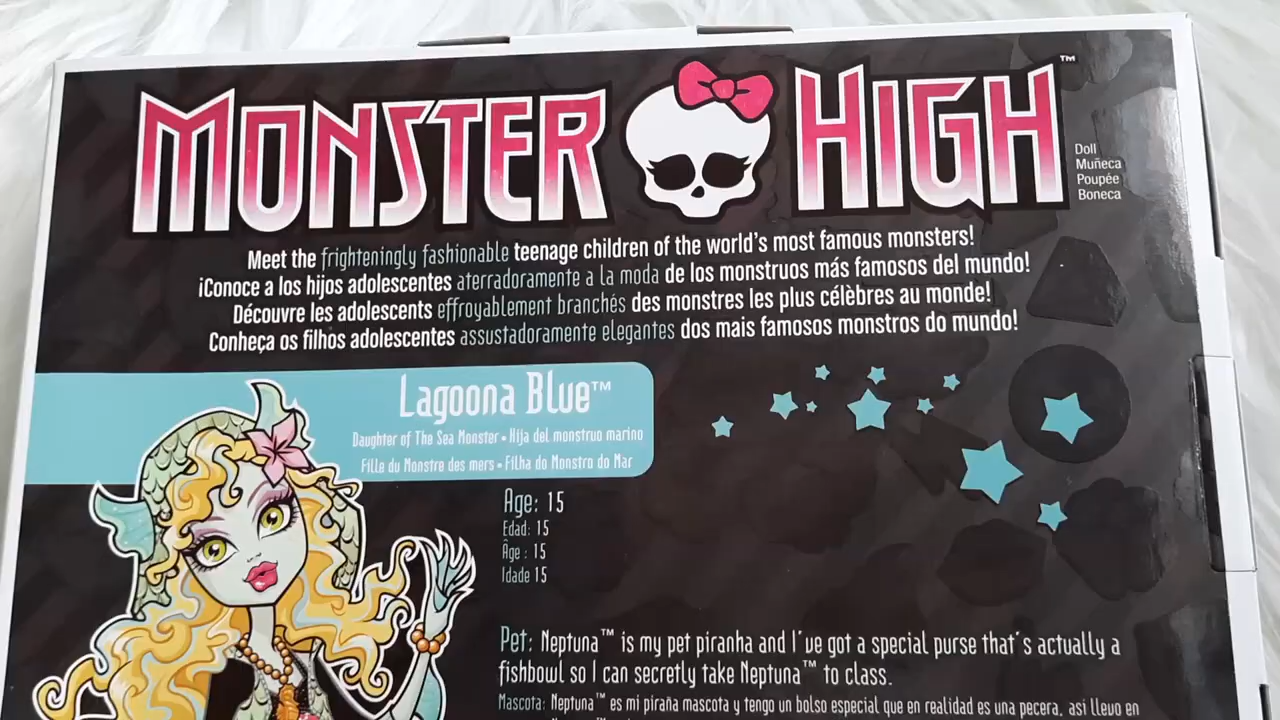 MONSTER HIGH™
Doll
Muñeca
Poupée
Boneca
Meet the frighteningly fashionable teenage children of the world's most famous monsters!
¡Conoce a los hijos adolescentes aterradoramente a la moda de los monstruos más famosos del mundo!
Découvre les adolescents effroyablement branchés des monstres les plus célèbres au monde!
Conheça os filhos adolescentes assustadoramente elegantes dos mais famosos monstros do mundo!
Lagoona Blue™
Daughter of The Sea Monster • Hija del monstruo marino
Fille du Monstre des mers • Filha do Monstro do Mar
Age: 15
Edad: 15
Âge : 15
Idade 15
Pet: Neptuna™ is my pet piranha and I've got a special purse that's actually a
fishbowl so I can secretly take Neptuna™ to class.
Mascota: Neptuna™ es mi piraña mascota y tengo un bolso especial que en realidad es una pecera, así llevo en